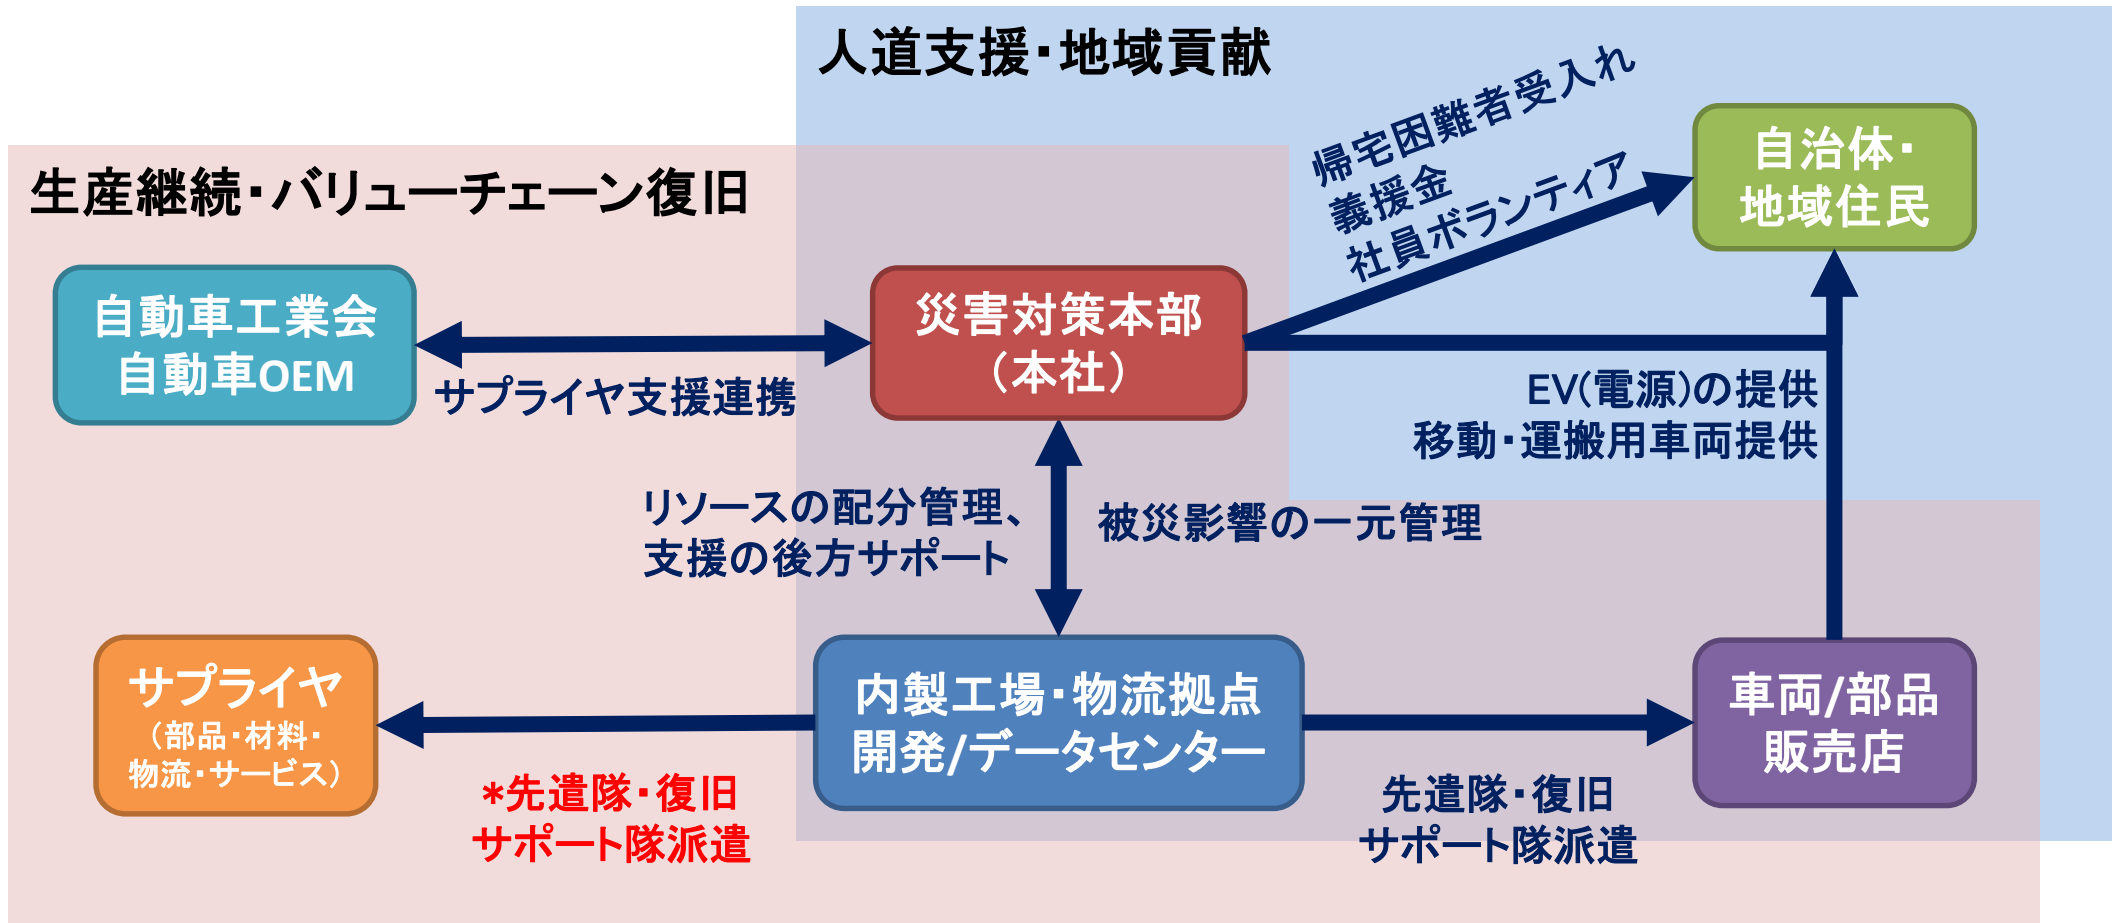 人道支援・地域貢献
生産継続・バリューチェーン復旧
帰宅困難者受入れ
義援金
社員ボランティア
自治体・
地域住民
自動車工業会
自動車OEM
サプライヤ支援連携
災害対策本部
（本社）
EV(電源)の提供
移動・運搬用車両提供
リソースの配分管理、
支援の後方サポート
被災影響の一元管理
サプライヤ
（部品・材料・
物流・サービス）
*先遣隊・復旧
サポート隊派遣
内製工場・物流拠点
開発/データセンター
先遣隊・復旧
サポート隊派遣
車両/部品
販売店